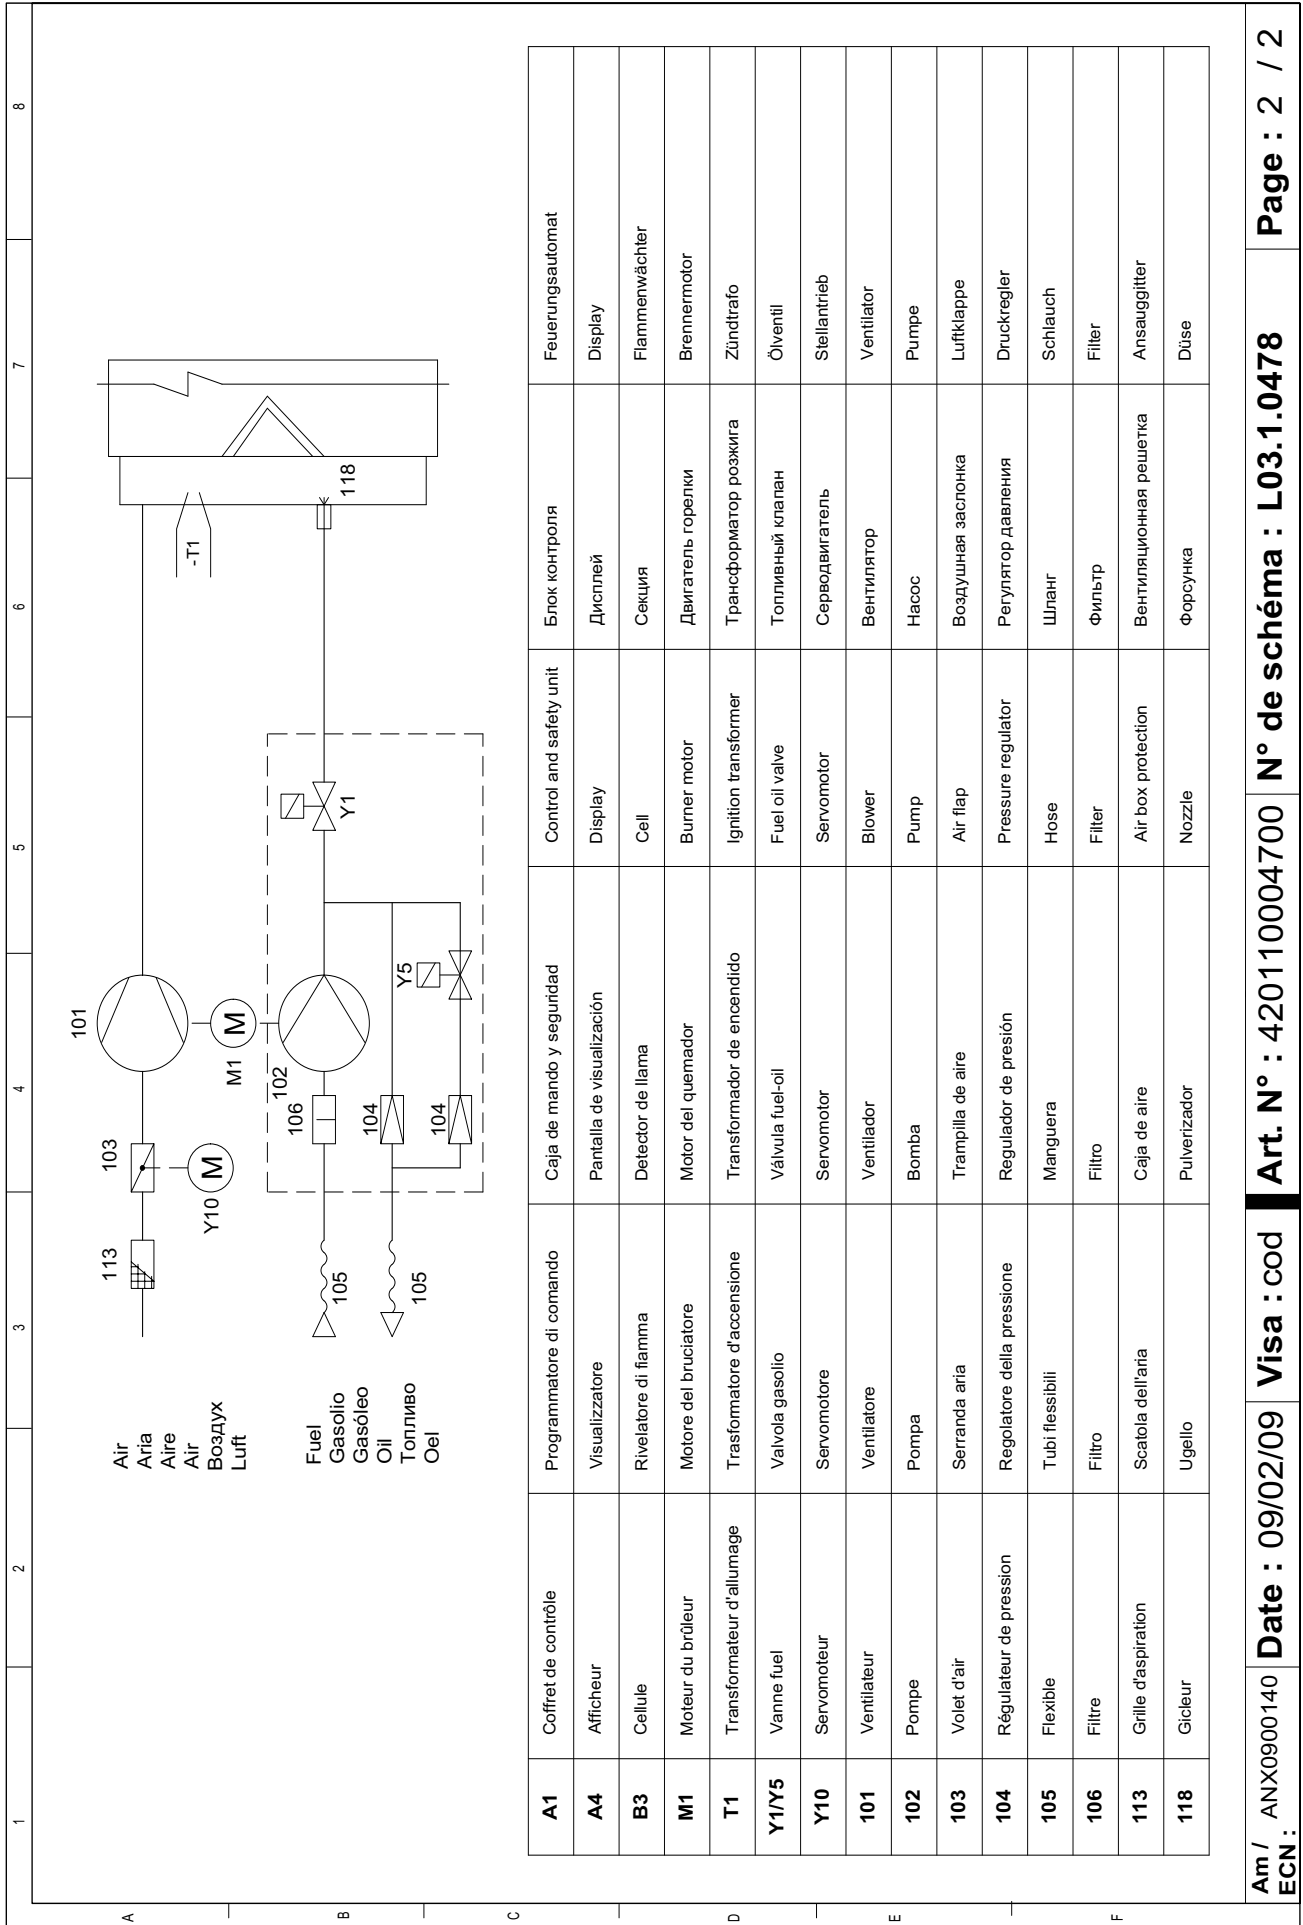 1 2 3 4 5 6 7 8
A
B
C
D
E
F
Air
Aria
Aire
Air
Воздух
Luft
Fuel
Gasolio
Gasóleo
Oil
Топливо
Oel
113
103
Y10
M
101
M1
M
102
106
104
104
105
105
Y5
Y1
-T1
118
A1 Coffret de contrôle Programmatore di comando Caja de mando y seguridad Control and safety unit Блок контроля Feuerungsautomat
A4 Afficheur Visualizzatore Pantalla de visualización Display Дисплей Display
B3 Cellule Rivelatore di fiamma Detector de llama Cell Секция Flammenwächter
M1 Moteur du brûleur Motore del bruciatore Motor del quemador Burner motor Двигатель горелки Brennermotor
T1 Transformateur d'allumage Trasformatore d'accensione Transformador de encendido Ignition transformer Трансформатор розжига Zündtrafo
Y1/Y5 Vanne fuel Valvola gasolio Válvula fuel-oil Fuel oil valve Топливный клапан Ölventil
Y10 Servomoteur Servomotore Servomotor Servomotor Серводвигатель Stellantrieb
101 Ventilateur Ventilatore Ventilador Blower Вентилятор Ventilator
102 Pompe Pompa Bomba Pump Насос Pumpe
103 Volet d'air Serranda aria Trampilla de aire Air flap Воздушная заслонка Luftklappe
104 Régulateur de pression Regolatore della pressione Regulador de presión Pressure regulator Регулятор давления Druckregler
105 Flexible Tubi flessibili Manguera Hose Шланг Schlauch
106 Filtre Filtro Filtro Filter Фильтр Filter
113 Grille d'aspiration Scatola dell'aria Caja de aire Air box protection Вентиляционная решетка Ansauggitter
118 Gicleur Ugello Pulverizador Nozzle Форсунка Düse
Am / ECN : ANX0900140 Date : 09/02/09 Visa : cod Art. N° : 420110004700 N° de schéma : L03.1.0478 Page : 2 / 2